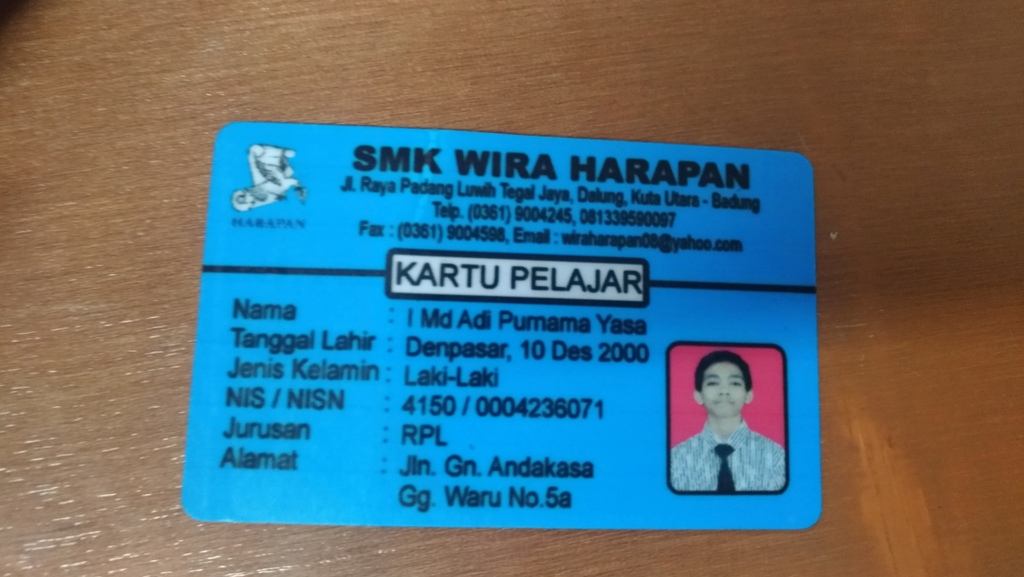 SMK WIRA HARAPAN
Jl. Raya Padang Luwih Tegal Jaya, Dalung, Kuta Utara - Badung
Telp. (0361) 9004245, 081339590097
Fax : (0361) 9004598, Email : wiraharapan08@yahoo.com
HARAPAN
KARTU PELAJAR
Nama : I Md Adi Purnama Yasa
Tanggal Lahir : Denpasar, 10 Des 2000
Jenis Kelamin : Laki-Laki
NIS / NISN : 4150 / 0004236071
Jurusan : RPL
Alamat : Jln. Gn. Andakasa
Gg. Waru No.5a